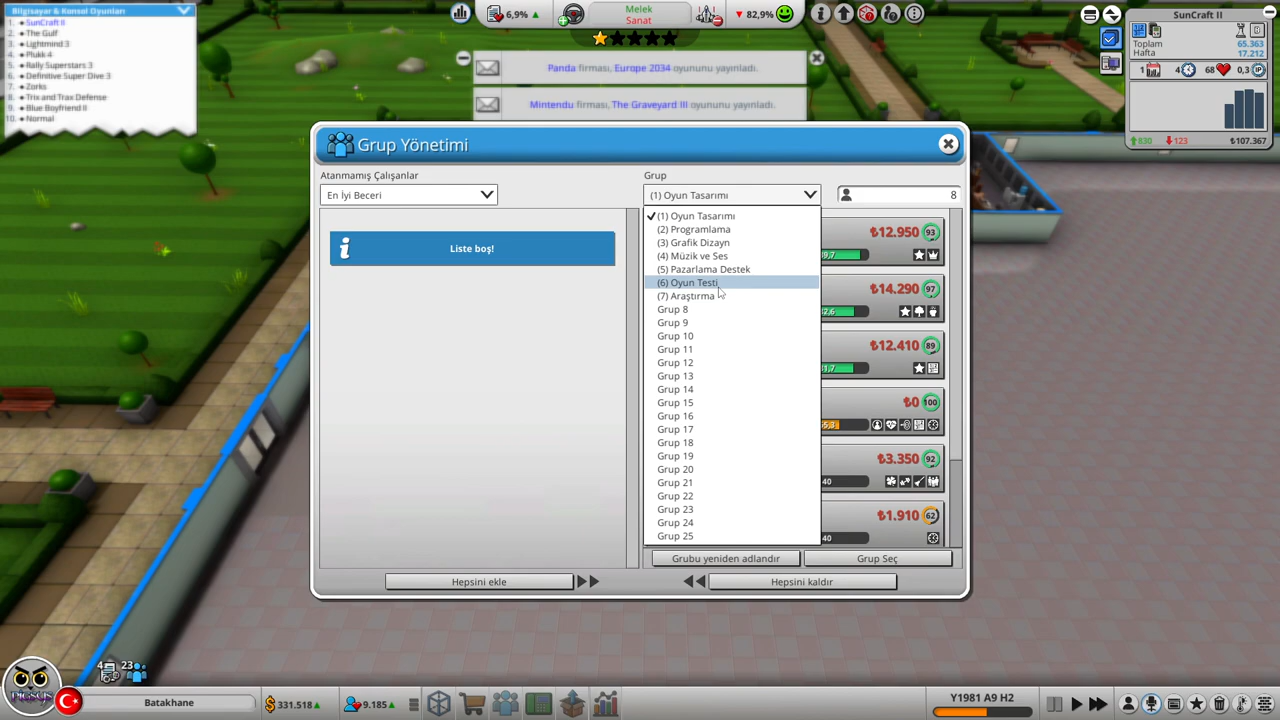 Bilgisayar & Konsol Oyunları
1. SunCraft II
2. The Gulf
3. Lightmind 3
4. Plukk 4
5. Rally Superstars 3
6. Definitive Super Dive 3
7. Zorks
8. Trix and Trax Defense
9. Blue Boyfriend II
10. Normal
6,9%
Melek
Sanat
82,8%
Panda firması, Europe 2034 oyununu yayınladı.
Mintendu firması, The Graveyard III oyununu yayınladı.
SunCraft II
Toplam 65.363
Hafta 17.212
1 4 68 0,3
830 123 ₺107.367
Grup Yönetimi
Atanmamış Çalışanlar
En İyi Beceri
Liste boş!
Hepsini ekle
Grup
(1) Oyun Tasarımı
8
(1) Oyun Tasarımı
(2) Programlama
(3) Grafik Dizayn
(4) Müzik ve Ses
(5) Pazarlama Destek
(6) Oyun Testi
(7) Araştırma
Grup 8
Grup 9
Grup 10
Grup 11
Grup 12
Grup 13
Grup 14
Grup 15
Grup 16
Grup 17
Grup 18
Grup 19
Grup 20
Grup 21
Grup 22
Grup 23
Grup 24
Grup 25
₺12.950 93
₺14.290 97
₺12.410 89
₺0 100
₺3.350 92
40
₺1.910 62
40
Grubu yeniden adlandır
Grup Seç
Hepsini kaldır
23
Batakhane
331.518
9.185
Y1981 A9 H2